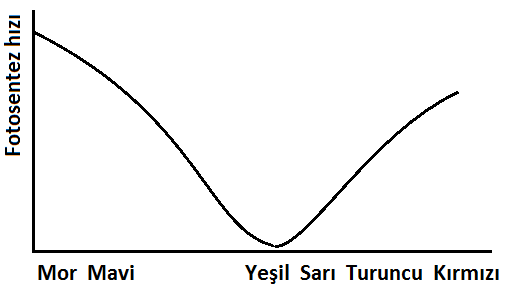 Fotosentez hızı
Mor Mavi Yeşil Sarı Turuncu Kırmızı